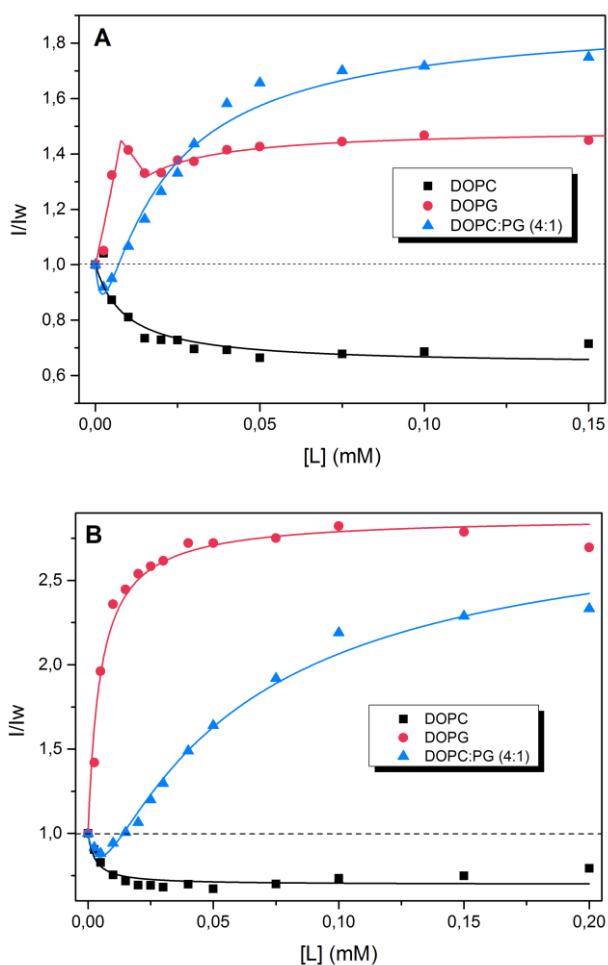 A
1,8
1,6
1,4
1,2
1,0
0,8
0,6
I/Iw
DOPC
DOPG
DOPC:PG (4:1)
0,00 0,05 0,10 0,15
[L] (mM)
B
2,5
2,0
1,5
1,0
I/Iw
DOPC
DOPG
DOPC:PG (4:1)
0,00 0,05 0,10 0,15 0,20
[L] (mM)